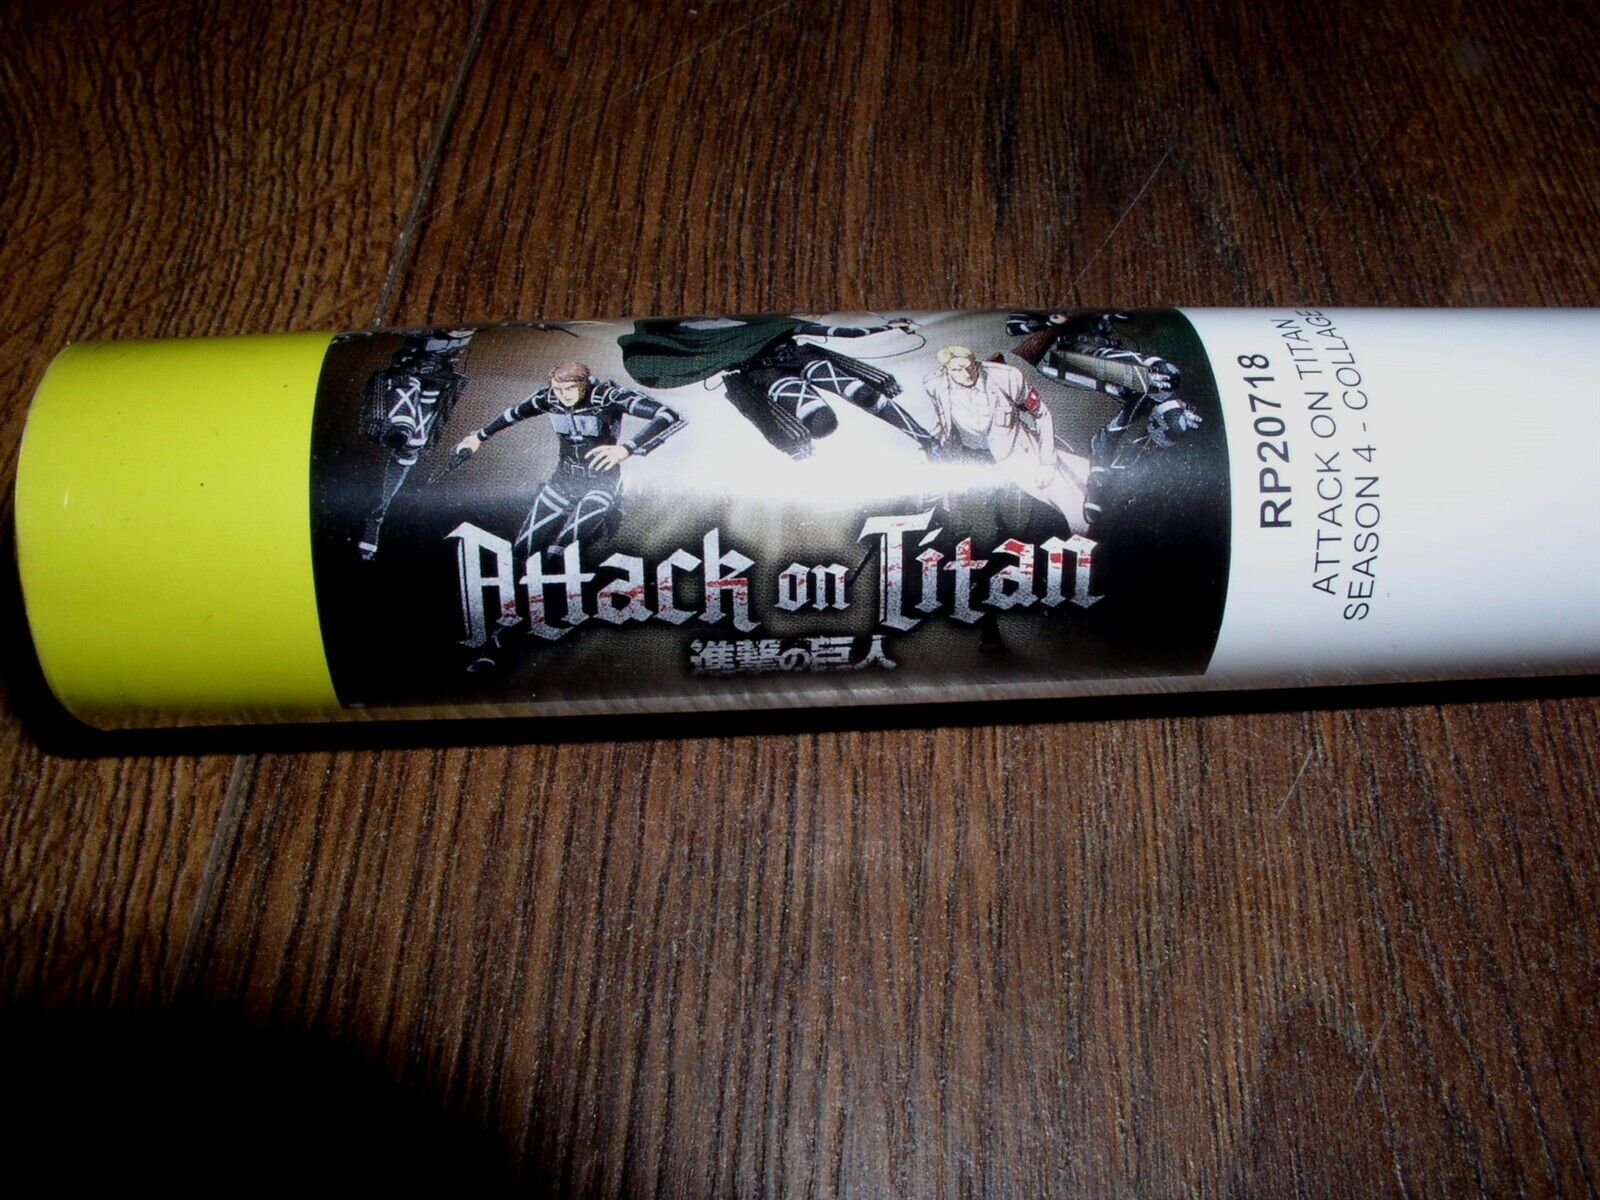 Attack on Titan
進撃の巨人
RP20718
ATTACK ON TITAN
SEASON 4 - COLLAGE